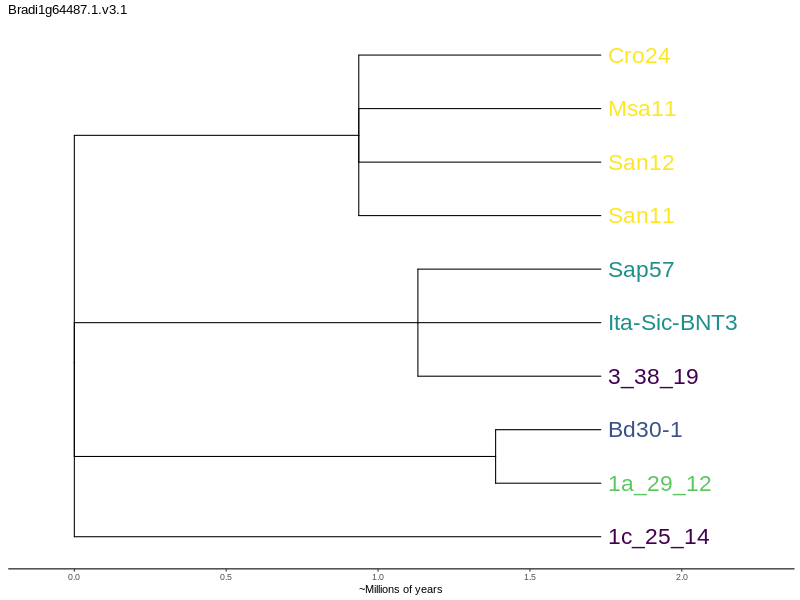 Bradi1g64487.1.v3.1
Cro24
Msa11
San12
San11
Sap57
Ita-Sic-BNT3
3_38_19
Bd30-1
1a_29_12
1c_25_14
0.0 0.5 1.0 1.5 2.0
~Millions of years